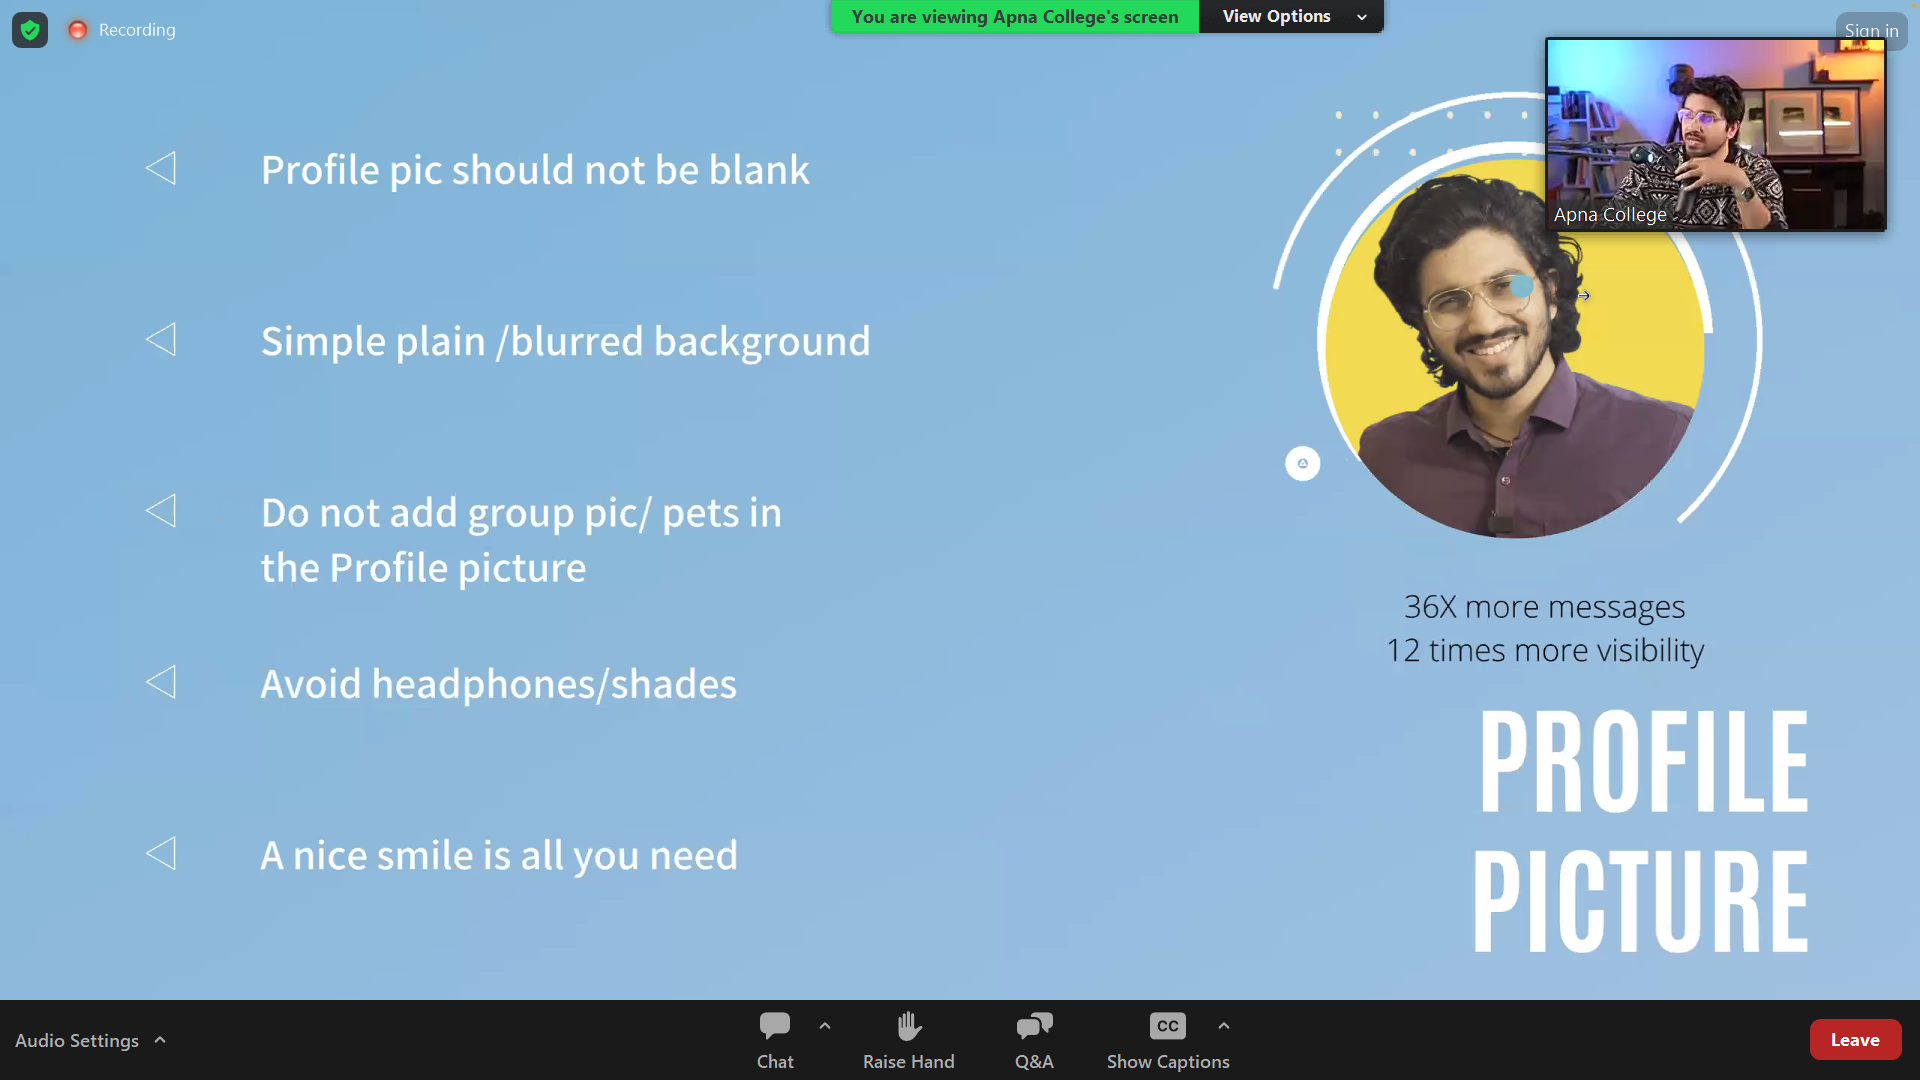 Recording
You are viewing Apna College's screen
View Options
Sign in
Apna College
Profile pic should not be blank
Simple plain /blurred background
Do not add group pic/ pets in
the Profile picture
Avoid headphones/shades
A nice smile is all you need
36X more messages
12 times more visibility
PROFILE
PICTURE
Audio Settings
Chat
Raise Hand
Q&A
CC
Show Captions
Leave